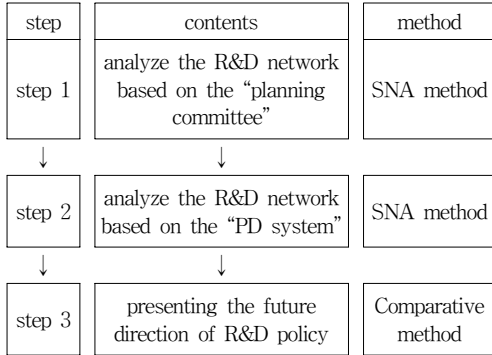 step contents method
step 1 analyze the R&D network based on the “planning committee” SNA method
↓ ↓
step 2 analyze the R&D network based on the “PD system” SNA method
↓ ↓
step 3 presenting the future direction of R&D policy Comparative method